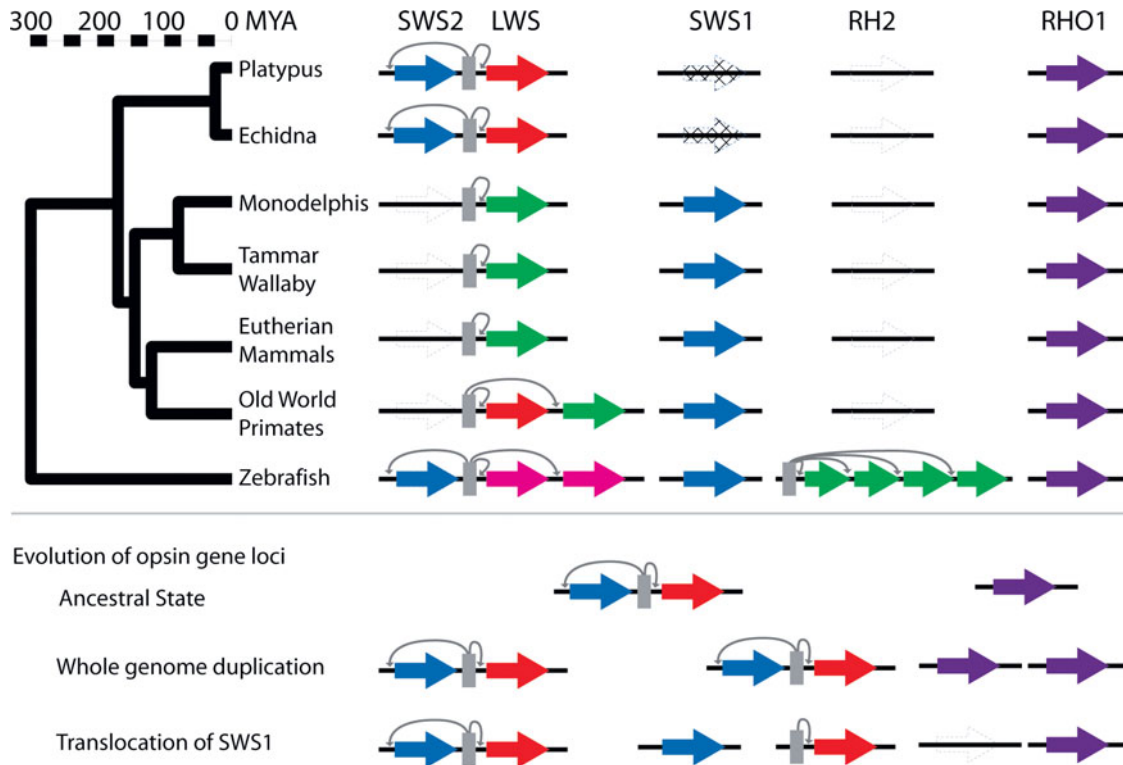 300 200 100 0 MYA SWS2 LWS SWS1 RH2 RHO1
Platypus
Echidna
Monodelphis
Tammar
Wallaby
Eutherian
Mammals
Old World
Primates
Zebrafish
Evolution of opsin gene loci
Ancestral State
Whole genome duplication
Translocation of SWS1